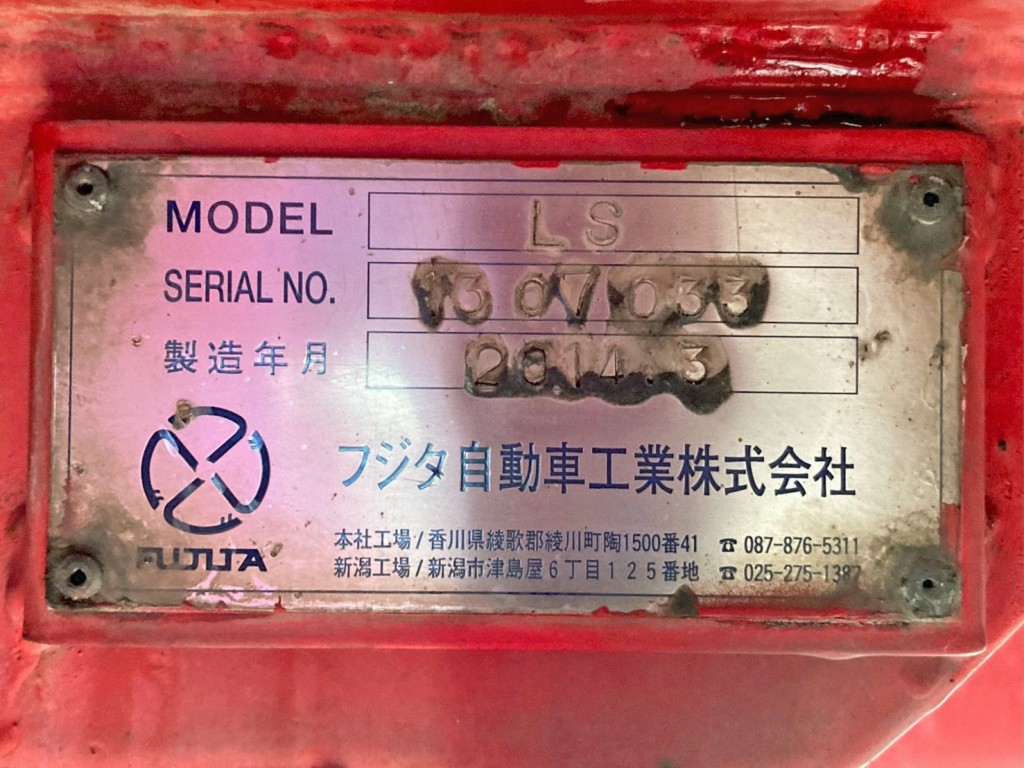 MODEL LS
SERIAL NO. 1307033
製造年月 2014.3
フジタ自動車工業株式会社
FUJITA
本社工場/香川県綾歌郡綾川町陶1500番41 ☎087-876-5311
新潟工場/新潟市津島屋6丁目125番地 ☎025-275-1387